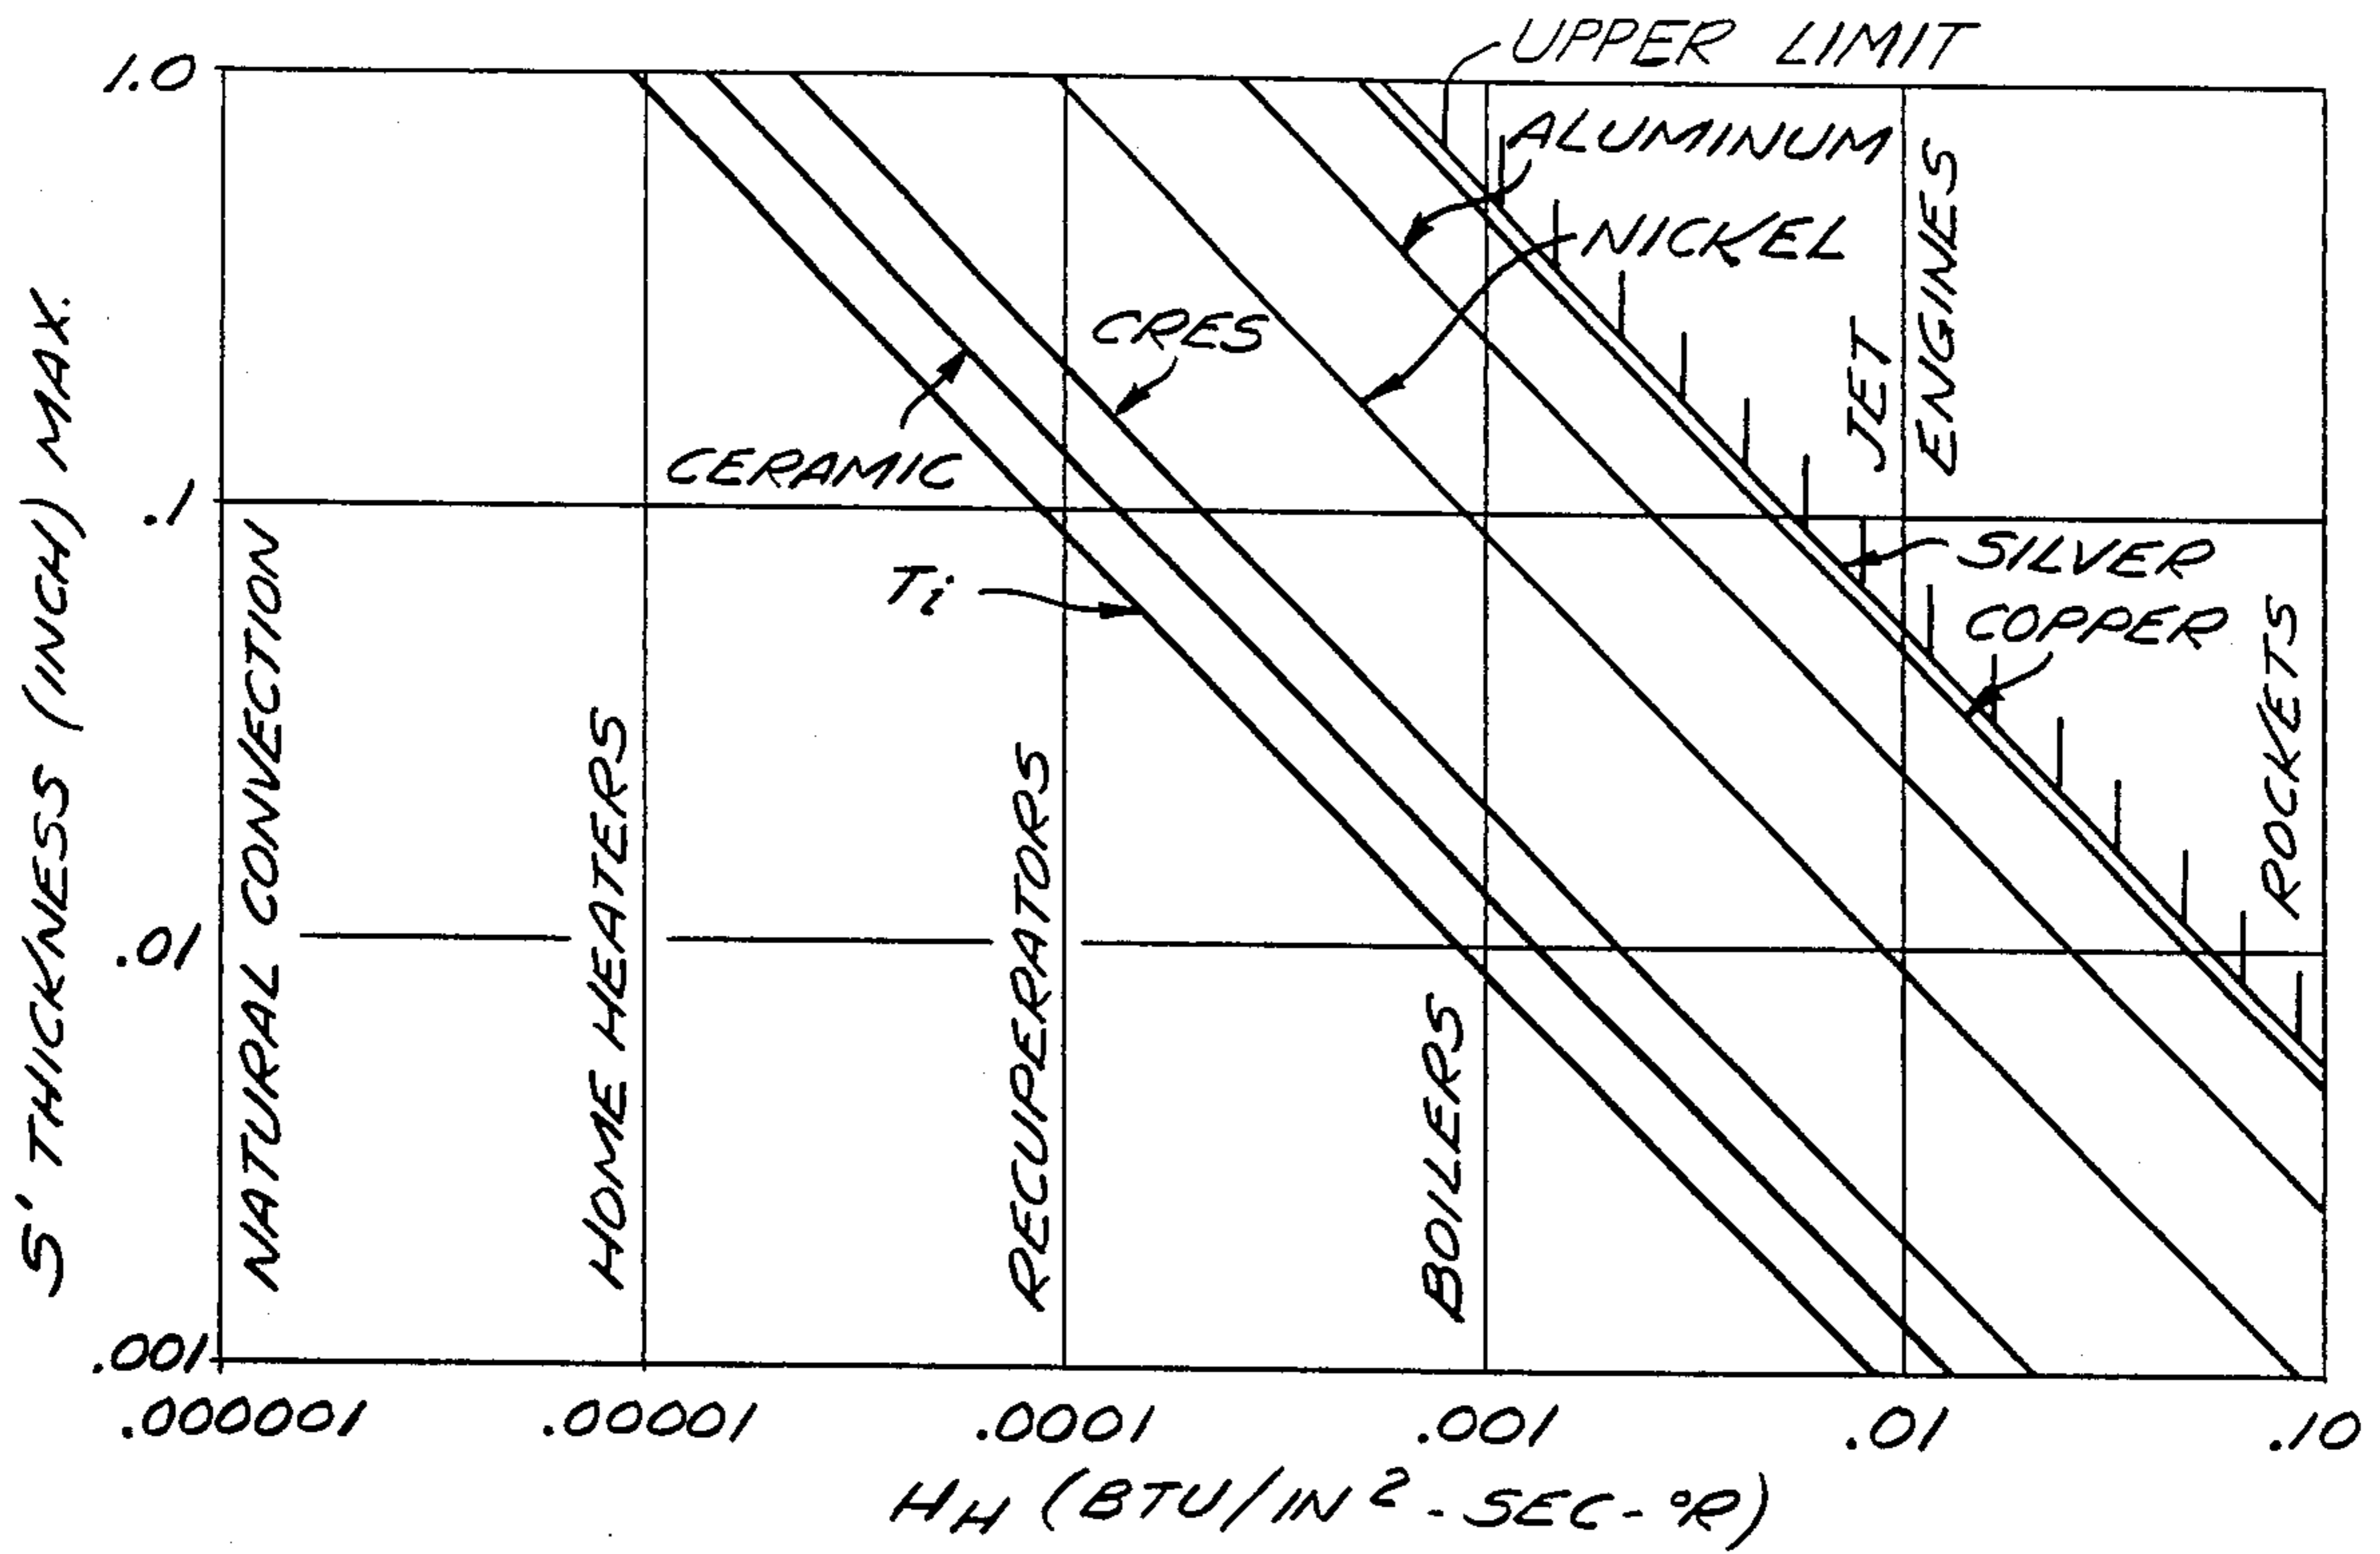 UPPER LIMIT
1.0
ALUMINUM
NICKEL
JET
ENGINES
CRES
CERAMIC
.1
SILVER
Ti
COPPER
ROCKETS
S' THICKNESS (INCH) MAX.
NATURAL CONVECTION
HOME HEATERS
RECUPERATORS
BOILERS
.01
.001
.000001 .00001 .0001 .001 .01 .10
HH (BTU/IN2 - SEC - °R)